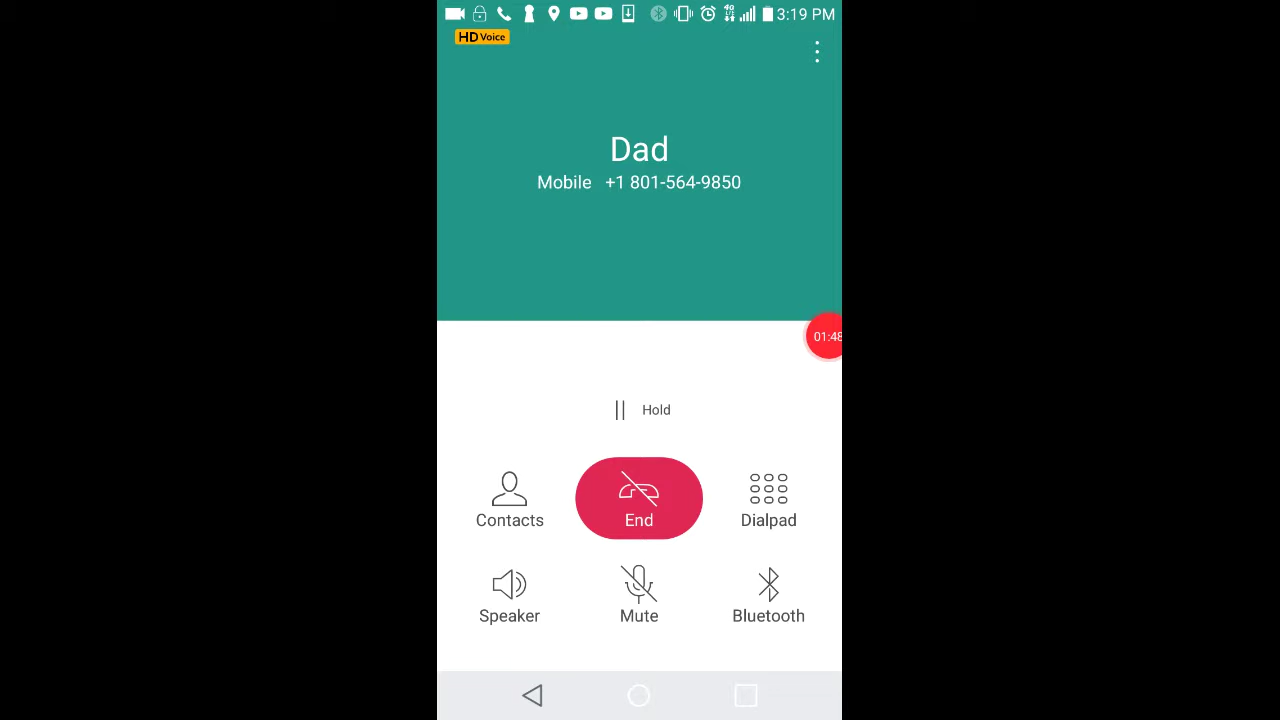 3:19 PM
HD Voice
Dad
Mobile +1 801-564-9850
01:48
Hold
Contacts
End
Dialpad
Speaker
Mute
Bluetooth